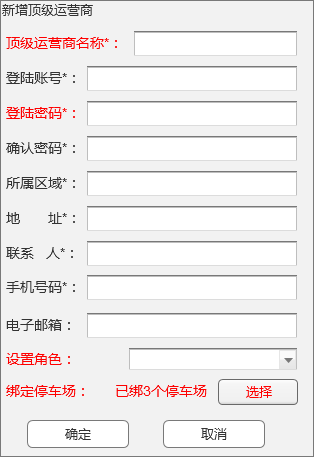 新增顶级运营商
顶级运营商名称*：
登陆账号*：
登陆密码*：
确认密码*：
所属区域*：
地　　址*：
联系　人*：
手机号码*：
电子邮箱：
设置角色：
绑定停车场：　　已绑3个停车场　选择
确定　　取消